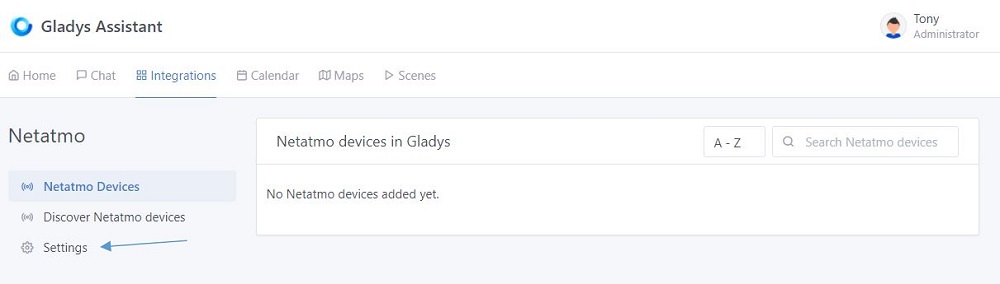 Gladys Assistant
Tony
Administrator
Home Chat Integrations Calendar Maps Scenes
Netatmo
Netatmo Devices
Discover Netatmo devices
Settings
Netatmo devices in Gladys
A - Z
Search Netatmo devices
No Netatmo devices added yet.